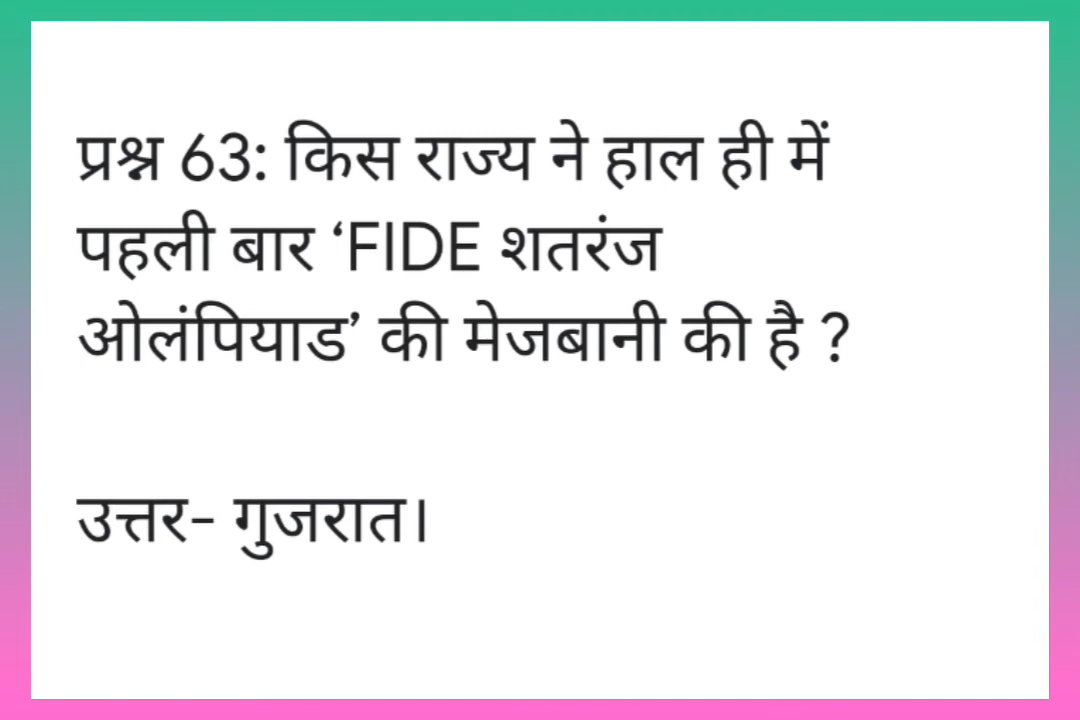 प्रश्न 63: किस राज्य ने हाल ही में
पहली बार ‘FIDE शतरंज
ओलंपियाड’ की मेजबानी की है ?
उत्तर- गुजरात।